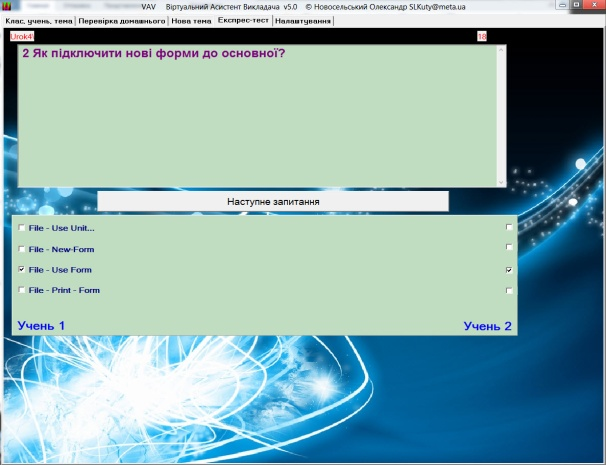 VAV Віртуальний Асистент Викладача v5.0 © Новосельський Олександр SLKuty@meta.ua
Клас, учень, тема Перевірка домашнього Нова тема Експрес-тест Налаштування
Urok4\ 18
2 Як підключити нові форми до основної?
Наступне запитання
File - Use Unit...
File - New-Form
File - Use Form
File - Print - Form
Учень 1 Учень 2